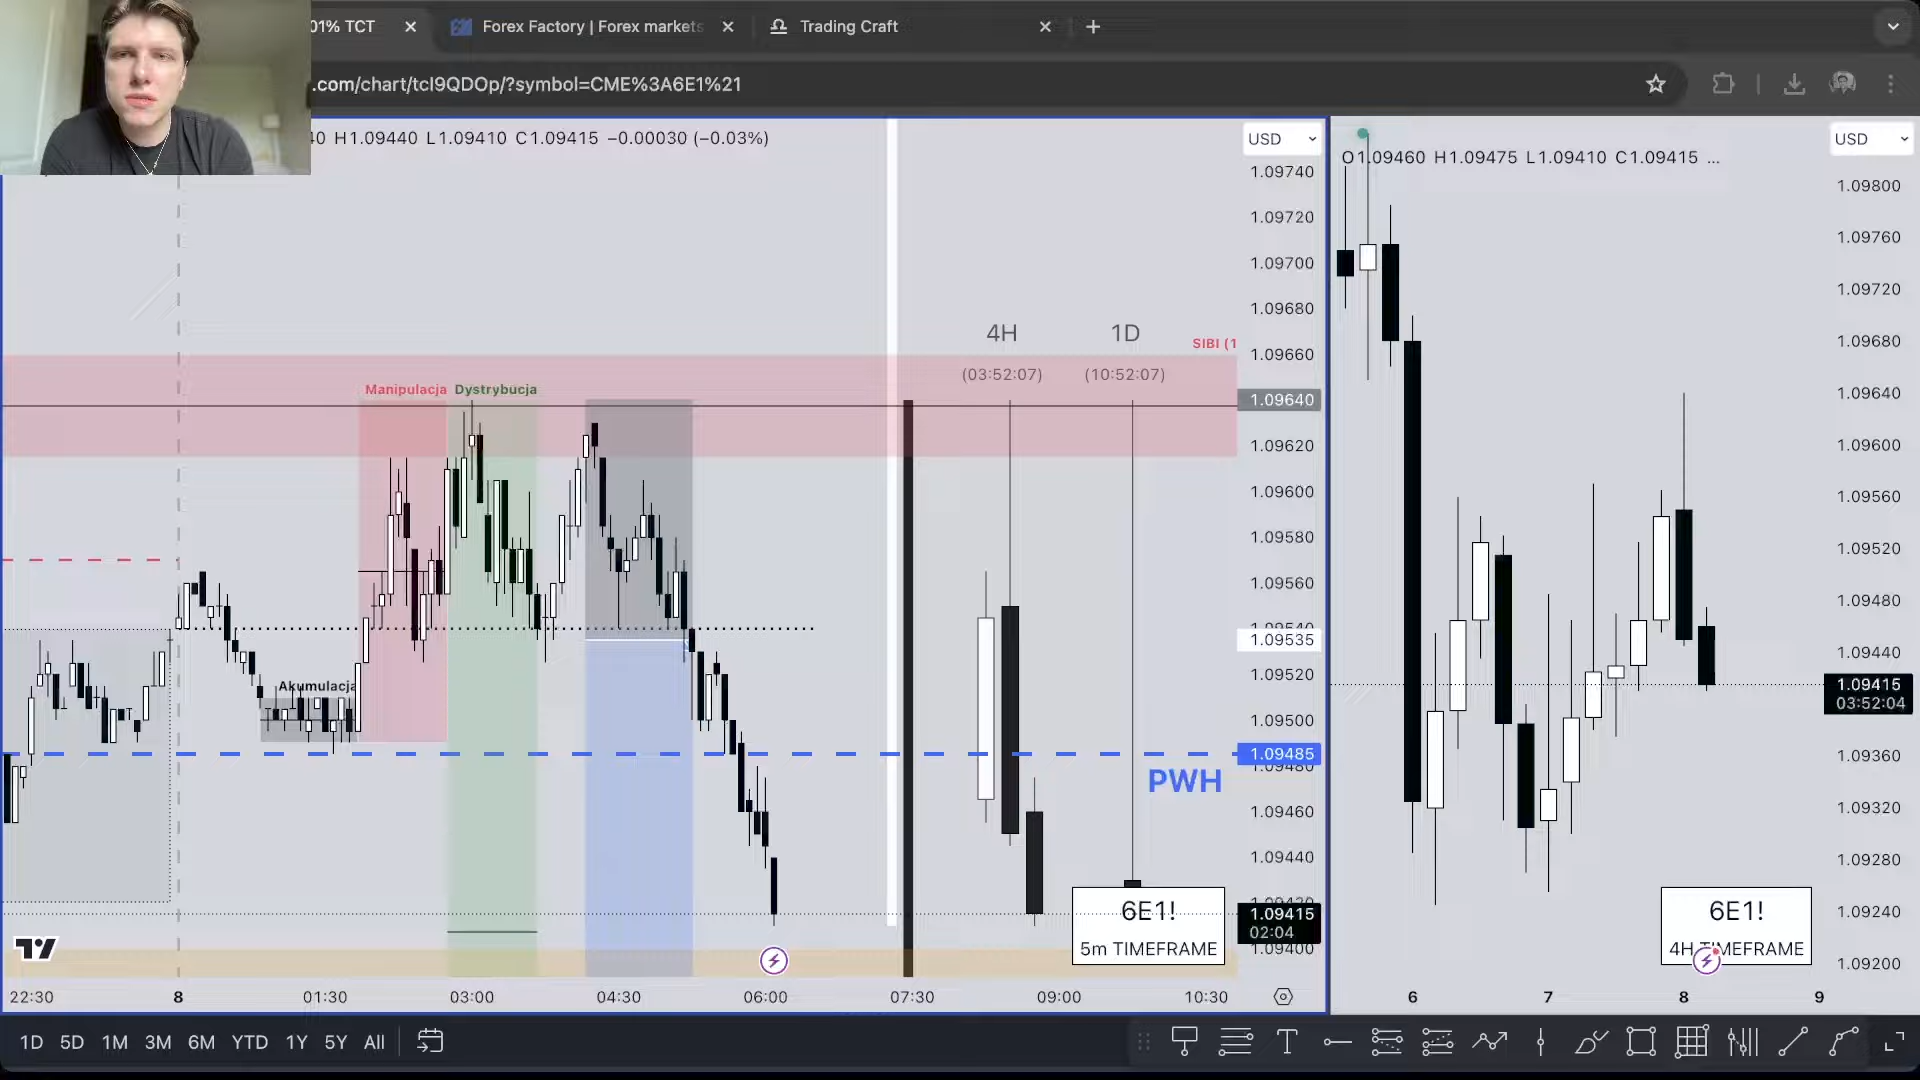 01% TCT
Forex Factory | Forex markets
Trading Craft
.com/chart/tcI9QDOp/?symbol=CME%3A6E1%21
40 H1.09440 L1.09410 C1.09415 −0.00030 (−0.03%)
USD
1.09740
1.09720
1.09700
1.09680
1.09660
1.09640
1.09620
1.09600
1.09580
1.09560
1.09535
1.09520
1.09500
1.09485
1.09480
1.09460
1.09440
1.09415
02:04
1.09400
4H
(03:52:07)
1D
(10:52:07)
SIBI (1
Manipulacja
Dystrybucja
Akumulacja
PWH
6E1!
5m TIMEFRAME
22:30
8
01:30
03:00
04:30
06:00
07:30
09:00
10:30
O1.09460 H1.09475 L1.09410 C1.09415 ...
USD
1.09800
1.09760
1.09720
1.09680
1.09640
1.09600
1.09560
1.09520
1.09480
1.09440
1.09415
03:52:04
1.09360
1.09320
1.09280
1.09240
1.09200
6E1!
4H TIMEFRAME
6
7
8
9
1D 5D 1M 3M 6M YTD 1Y 5Y All